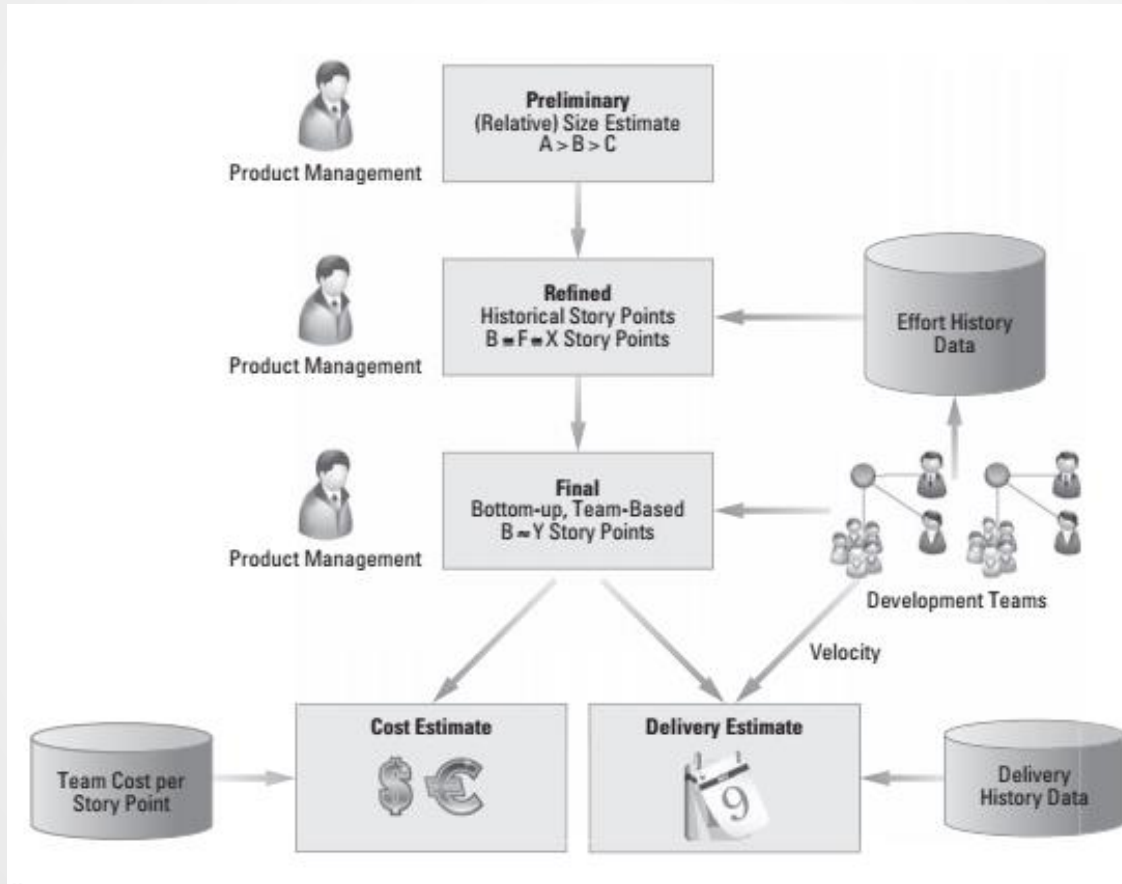 Preliminary
(Relative) Size Estimate
A > B > C
Product Management
Refined
Historical Story Points
B ≅ F ≅ X Story Points
Product Management
Effort History
Data
Final
Bottom-up, Team-Based
B ≈ Y Story Points
Product Management
Development Teams
Velocity
Cost Estimate
$ €
Delivery Estimate
9
Team Cost per
Story Point
Delivery
History Data